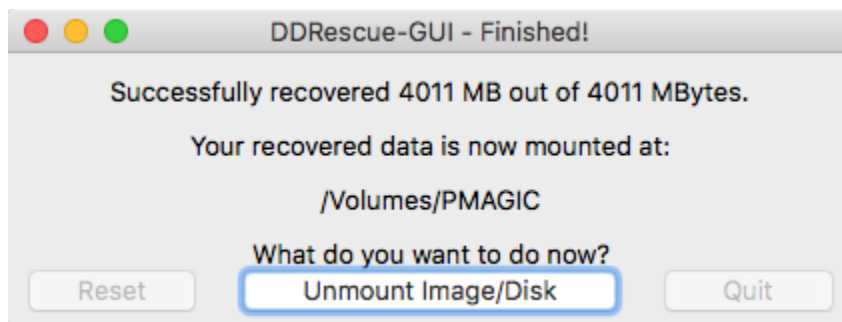 DDRescue-GUI - Finished!
Successfully recovered 4011 MB out of 4011 MBytes.
Your recovered data is now mounted at:
/Volumes/PMAGIC
What do you want to do now?
Reset Unmount Image/Disk Quit